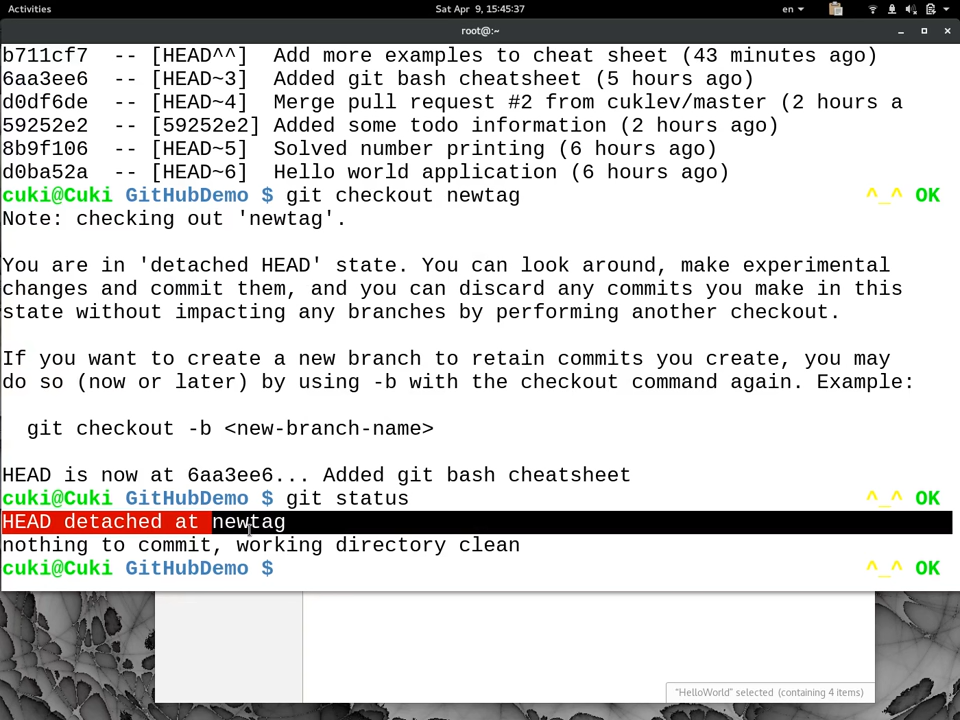 Activities
Sat Apr 9, 15:45:37
en
root@:~
b711cf7 -- [HEAD^^] Add more examples to cheat sheet (43 minutes ago)
6aa3ee6 -- [HEAD~3] Added git bash cheatsheet (5 hours ago)
d0df6de -- [HEAD~4] Merge pull request #2 from cuklev/master (2 hours a
59252e2 -- [59252e2] Added some todo information (2 hours ago)
8b9f106 -- [HEAD~5] Solved number printing (6 hours ago)
d0ba52a -- [HEAD~6] Hello world application (6 hours ago)
cuki@Cuki GitHubDemo $ git checkout newtag ^_^ OK
Note: checking out 'newtag'.
You are in 'detached HEAD' state. You can look around, make experimental
changes and commit them, and you can discard any commits you make in this
state without impacting any branches by performing another checkout.
If you want to create a new branch to retain commits you create, you may
do so (now or later) by using -b with the checkout command again. Example:
git checkout -b <new-branch-name>
HEAD is now at 6aa3ee6... Added git bash cheatsheet
cuki@Cuki GitHubDemo $ git status ^_^ OK
HEAD detached at newtag
nothing to commit, working directory clean
cuki@Cuki GitHubDemo $ ^_^ OK
"HelloWorld" selected (containing 4 items)